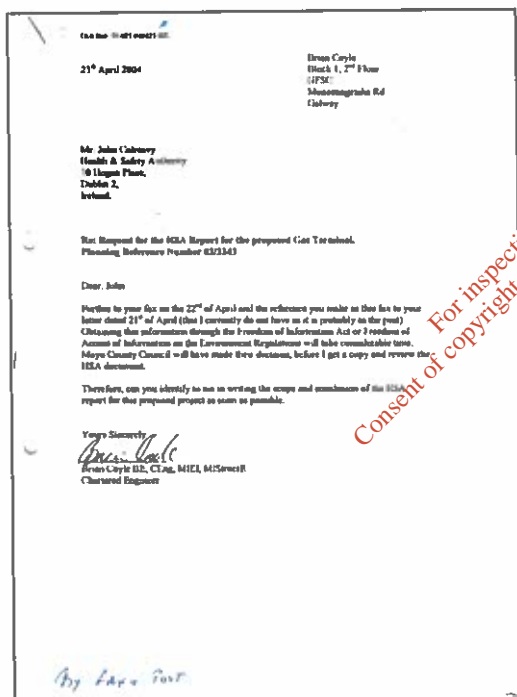 21st April 2004
Brian Coyle
Block 1, 2nd Floor
GFSC
Moneenageisha Rd
Galway
Mr. John Colreavy
Health & Safety Authority
10 Hogan Place,
Dublin 2,
Ireland.
Re: Request for the HSA Report for the proposed Gas Terminal.
Planning Reference Number 03/3343
Dear. John
Further to your fax on the 22nd of April and the reference you make in this fax to your
letter dated 21st of April (that I currently do not have as it is probably in the post)
Obtaining this information through the Freedom of Information Act or Freedom of
Access of Information on the Environment Regulations will take considerable time.
Mayo County Council will have made their decision, before I get a copy and review the
HSA document.
Therefore, can you identify to me in writing the scope and conclusion of the HSA
report for this proposed project as soon as possible.
Yours Sincerely
Brian Coyle
Brian Coyle BE, CEng, MIEI, MIStructE
Chartered Engineer
By Fax & Post
For inspecti
Consent of copyright